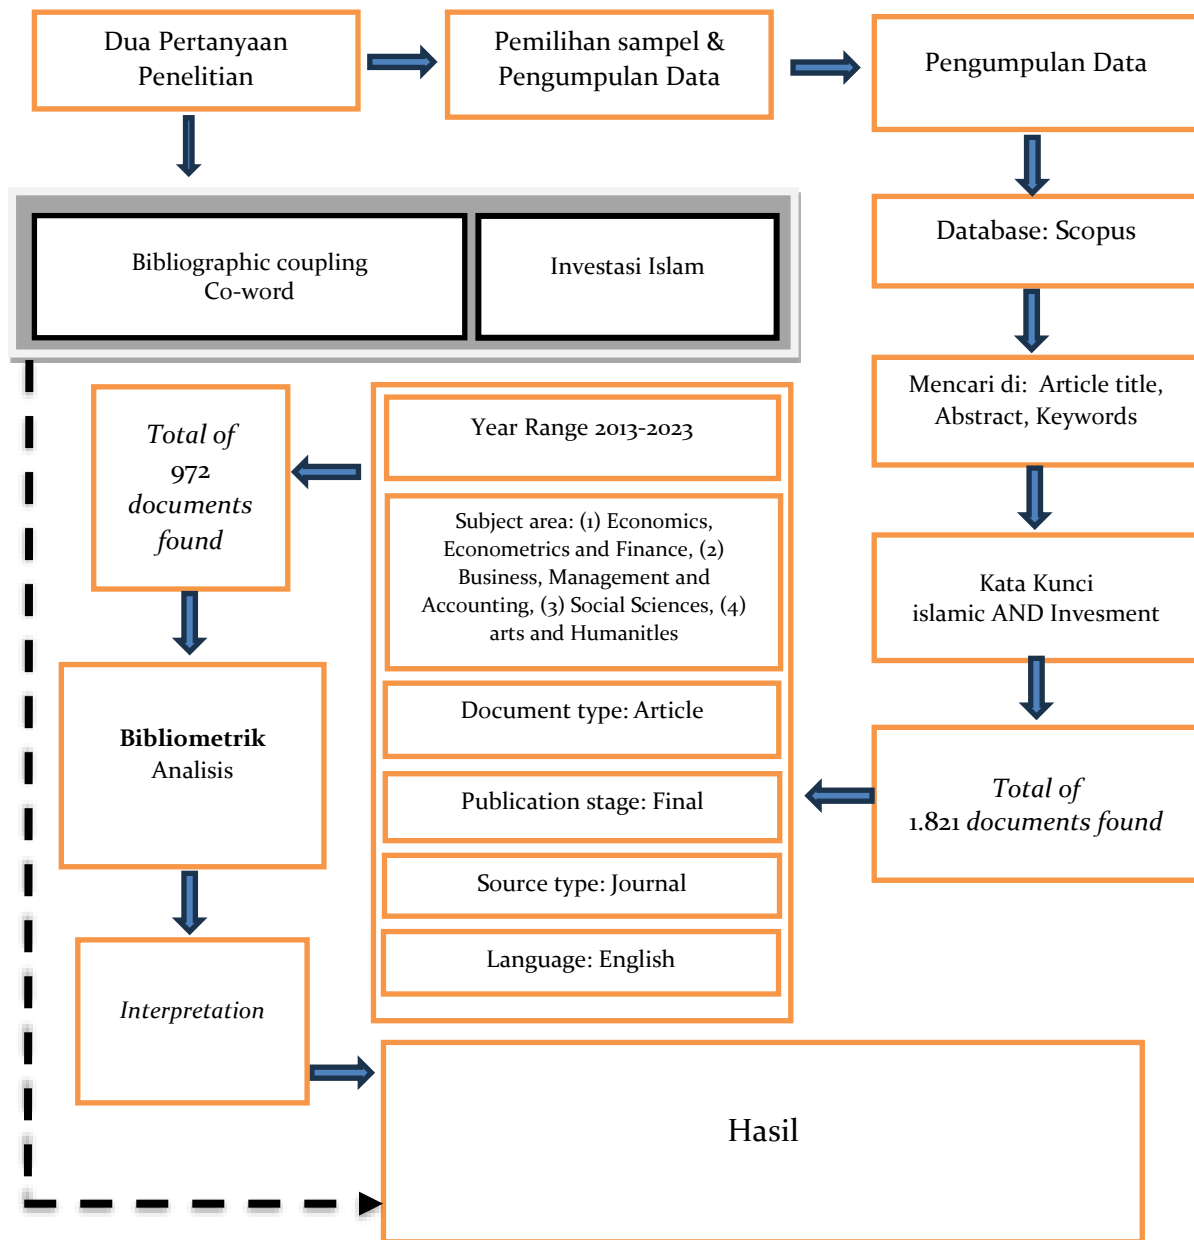 Dua Pertanyaan
Penelitian
Pemilihan sampel &
Pengumpulan Data
Pengumpulan Data
Bibliographic coupling
Co-word
Investasi Islam
Database: Scopus
Mencari di: Article title,
Abstract, Keywords
Kata Kunci
islamic AND Invesment
Total of
1.821 documents found
Year Range 2013-2023
Subject area: (1) Economics,
Econometrics and Finance, (2)
Business, Management and
Accounting, (3) Social Sciences, (4)
arts and Humanitles
Document type: Article
Publication stage: Final
Source type: Journal
Language: English
Total of
972
documents
found
Bibliometrik
Analisis
Interpretation
Hasil